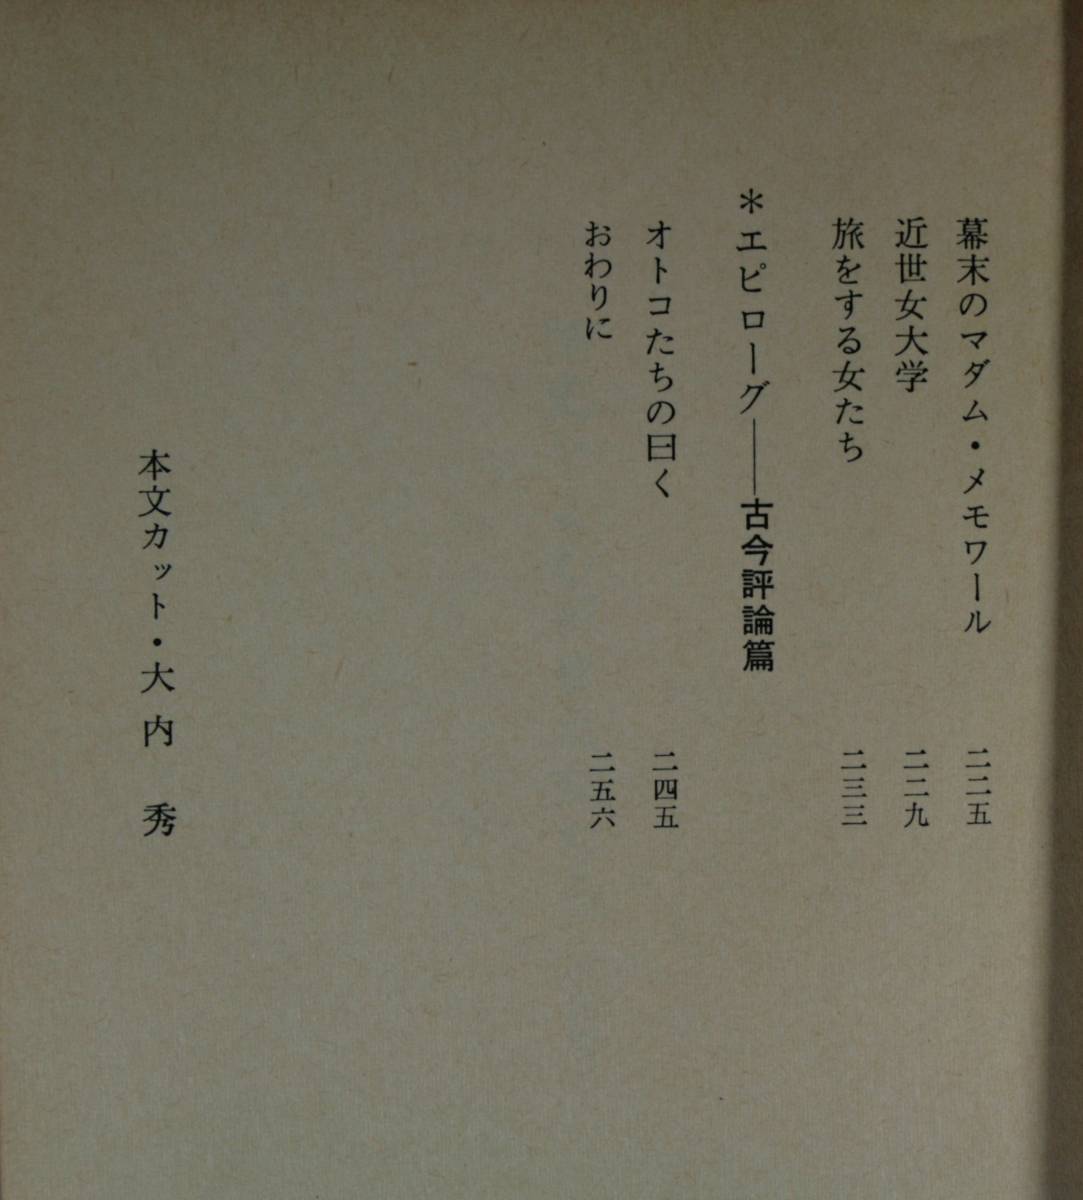 幕末のマダム・メモワール 二二五
近世女大学 二二九
旅をする女たち 二三三
＊エピローグ――古今評論篇
オトコたちの曰く 二四五
おわりに 二五六
本文カット・大内 秀